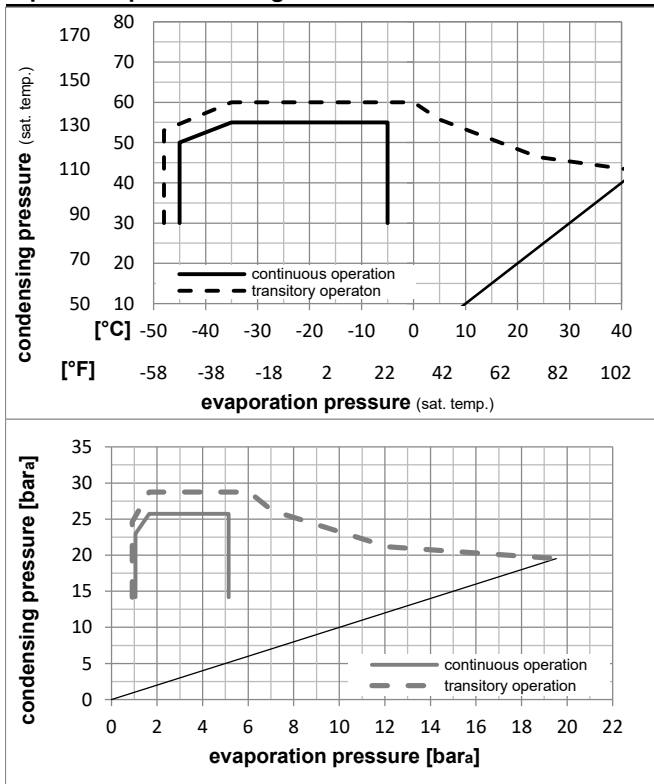 condensing pressure (sat. temp.)
170 80
150 70
130 60
50
110 40
90 30
70 20
50 10
continuous operation
transitory operaton
[°C] -50 -40 -30 -20 -10 0 10 20 30 40
[°F] -58 -38 -18 2 22 42 62 82 102
evaporation pressure (sat. temp.)
condensing pressure [bara]
35
30
25
20
15
10
5
0
continuous operation
transitory operation
0 2 4 6 8 10 12 14 16 18 20 22
evaporation pressure [bara]